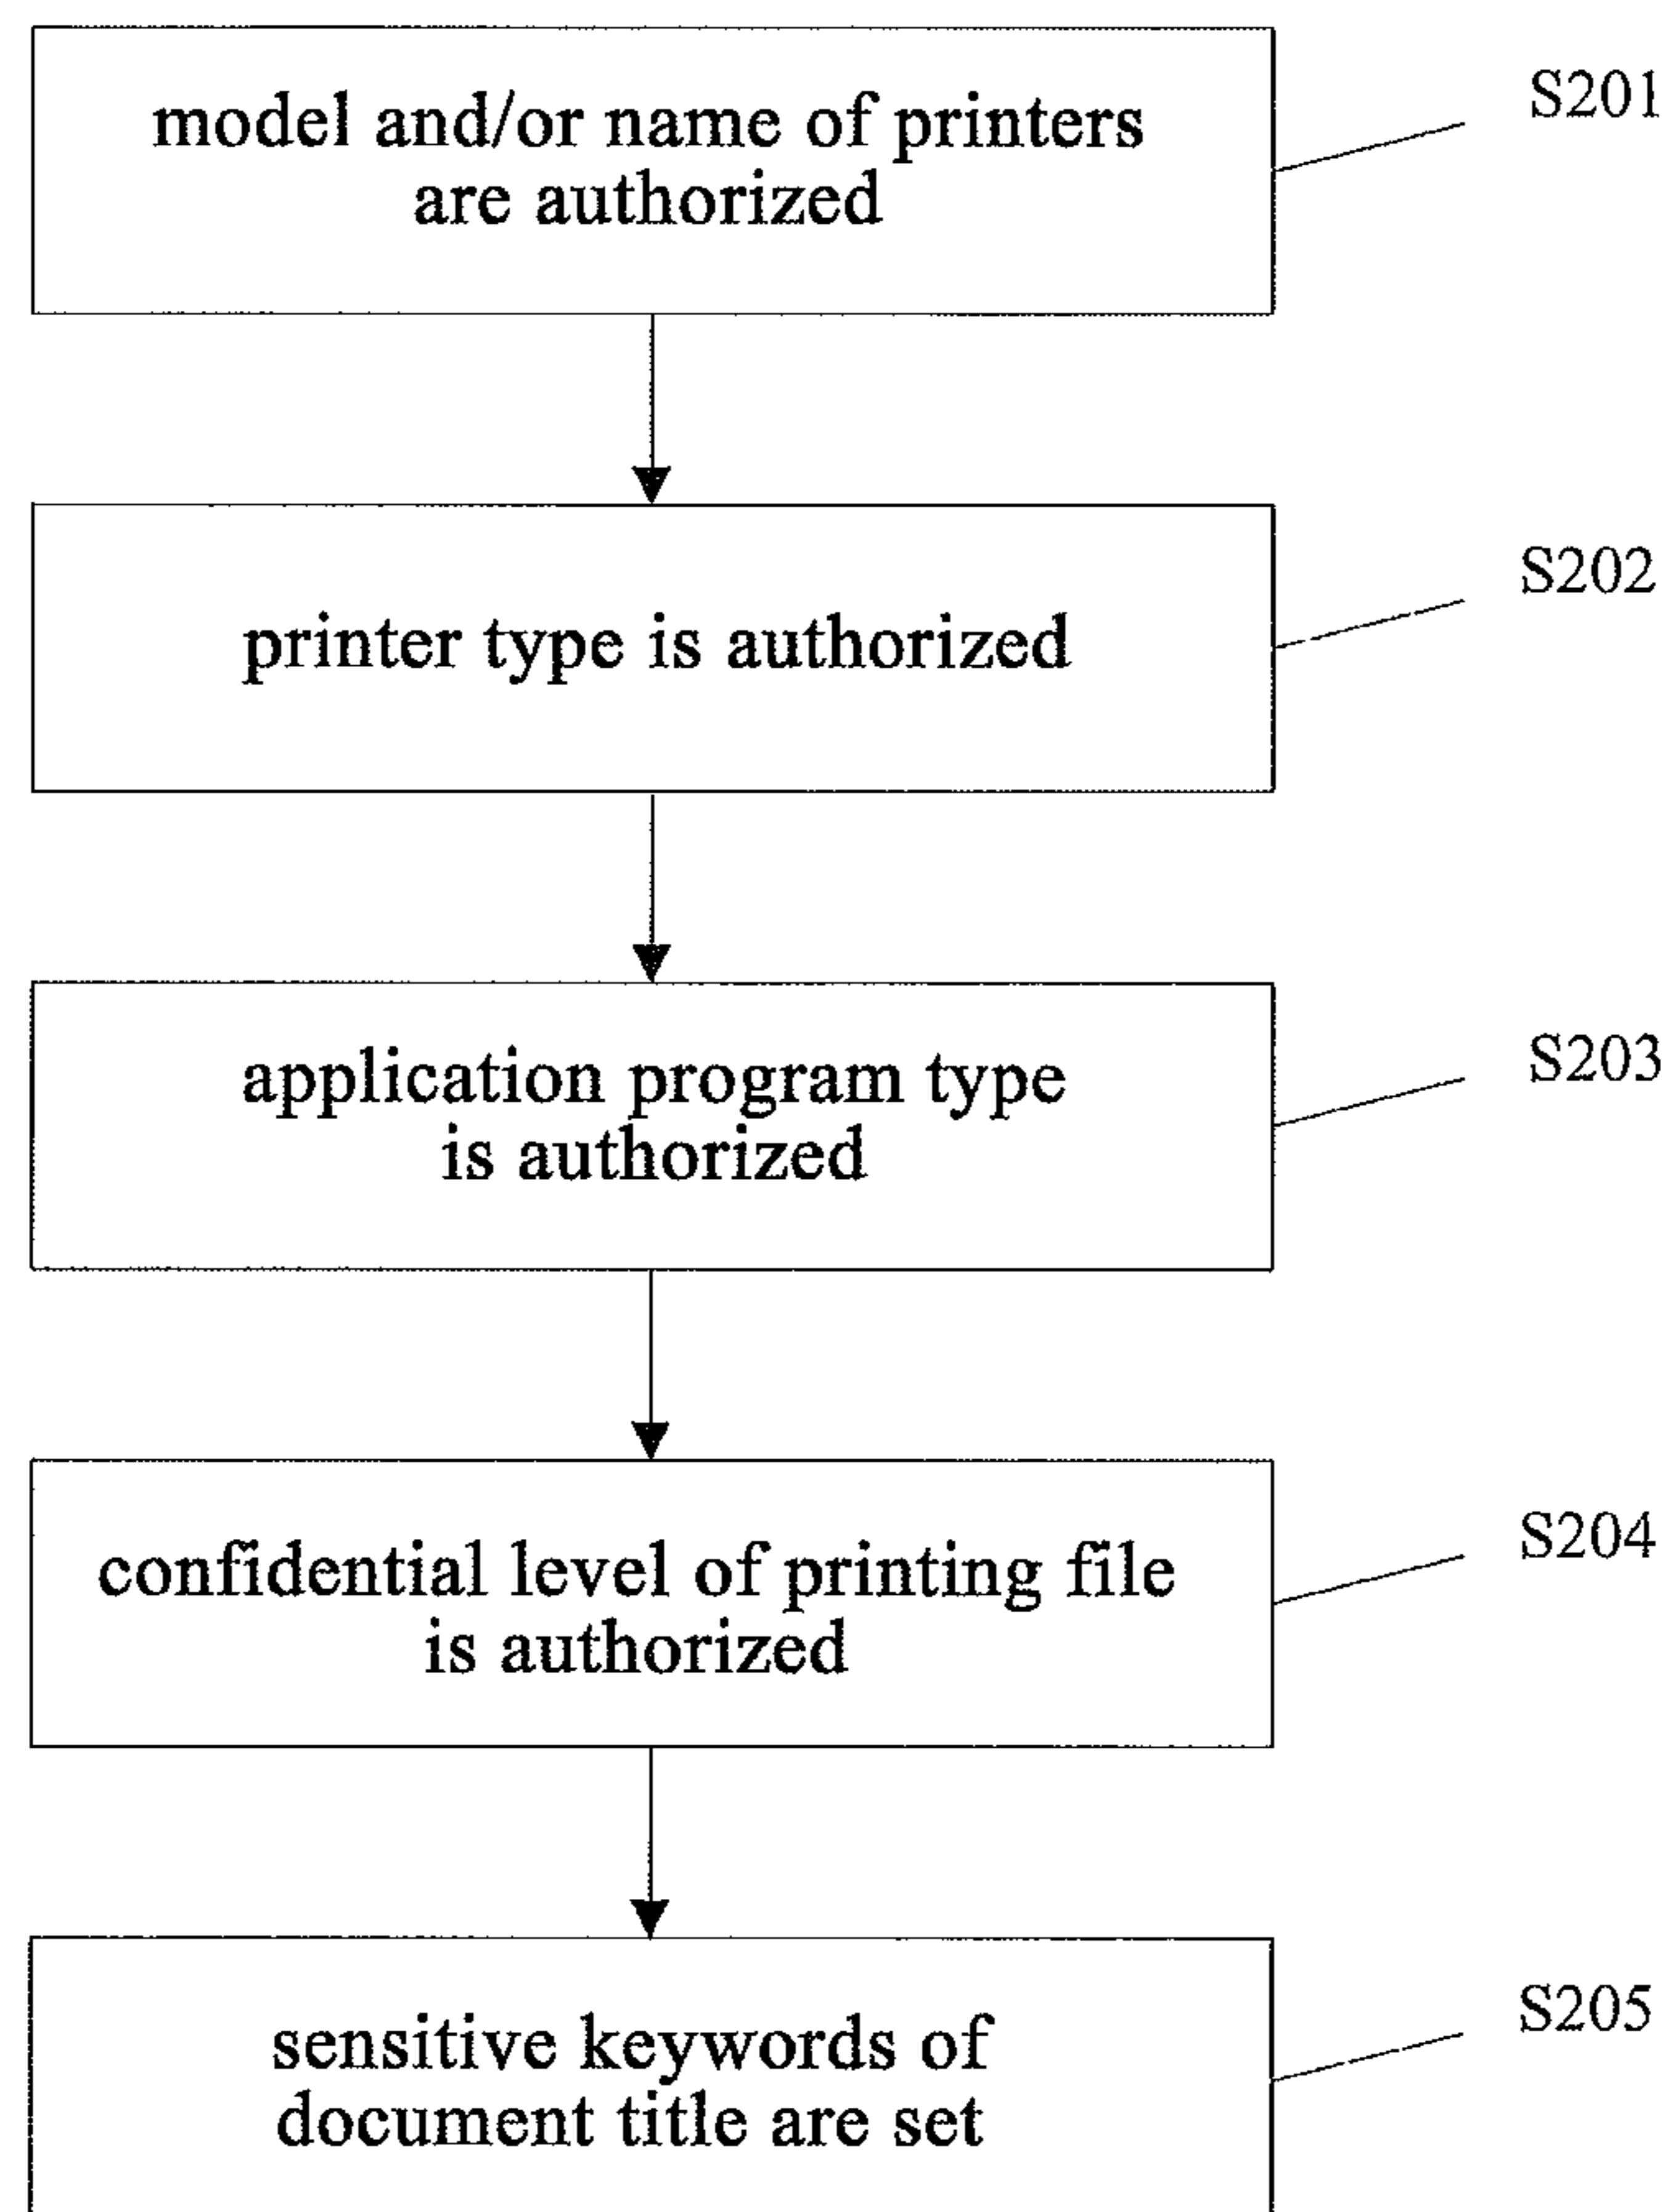 model and/or name of printers
are authorized
S201
printer type is authorized
S202
application program type
is authorized
S203
confidential level of printing file
is authorized
S204
sensitive keywords of
document title are set
S205